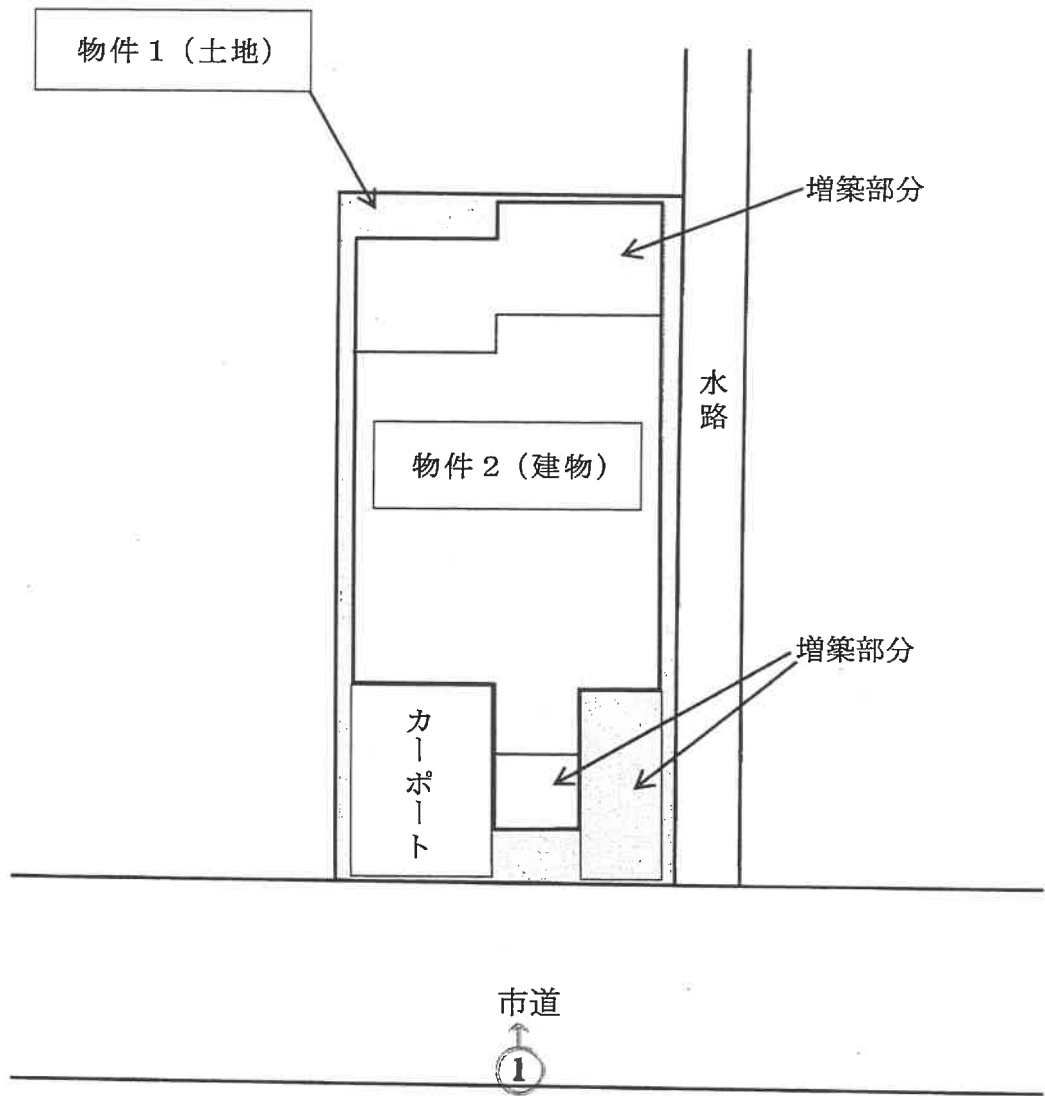 物件１（土地）
増築部分
水路
物件２（建物）
増築部分
カーポート
市道
①